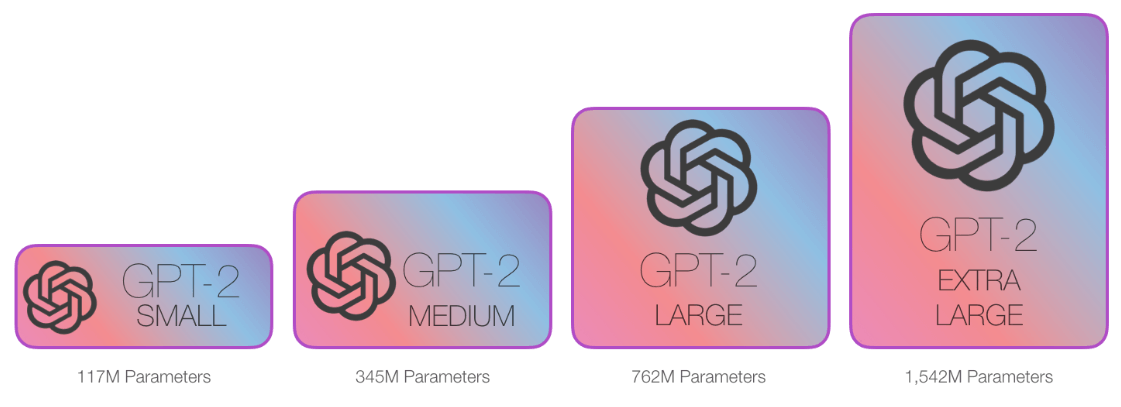 GPT-2
SMALL
117M Parameters
GPT-2
MEDIUM
345M Parameters
GPT-2
LARGE
762M Parameters
GPT-2
EXTRA
LARGE
1,542M Parameters